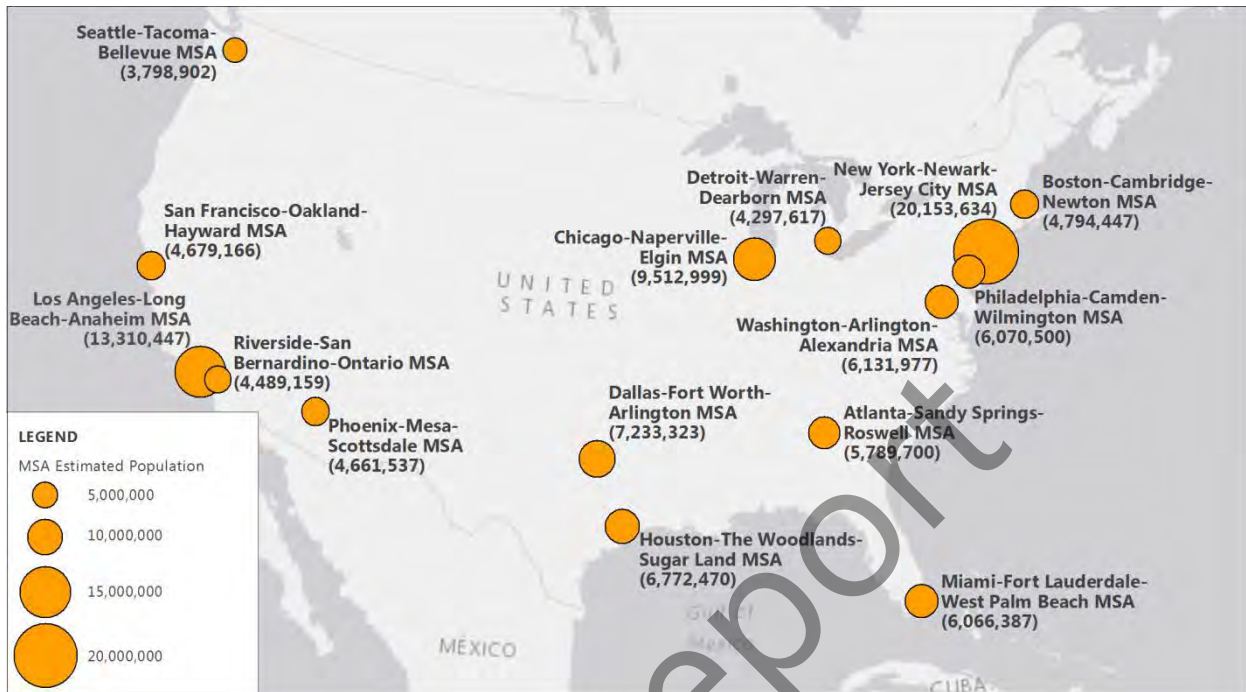 Seattle-Tacoma-
Bellevue MSA
(3,798,902)
San Francisco-Oakland-
Hayward MSA
(4,679,166)
Los Angeles-Long
Beach-Anaheim MSA
(13,310,447)
Riverside-San
Bernardino-Ontario MSA
(4,489,159)
Phoenix-Mesa-
Scottsdale MSA
(4,661,537)
UNITED
STATES
Detroit-Warren-
Dearborn MSA
(4,297,617)
Chicago-Naperville-
Elgin MSA
(9,512,999)
New York-Newark-
Jersey City MSA
(20,153,634)
Boston-Cambridge-
Newton MSA
(4,794,447)
Philadelphia-Camden-
Wilmington MSA
(6,070,500)
Washington-Arlington-
Alexandria MSA
(6,131,977)
Dallas-Fort Worth-
Arlington MSA
(7,233,323)
Atlanta-Sandy Springs-
Roswell MSA
(5,789,700)
Houston-The Woodlands-
Sugar Land MSA
(6,772,470)
Miami-Fort Lauderdale-
West Palm Beach MSA
(6,066,387)
Gulf of
Mexico
MÉXICO
CUBA
LEGEND
MSA Estimated Population
5,000,000
10,000,000
15,000,000
20,000,000
eport